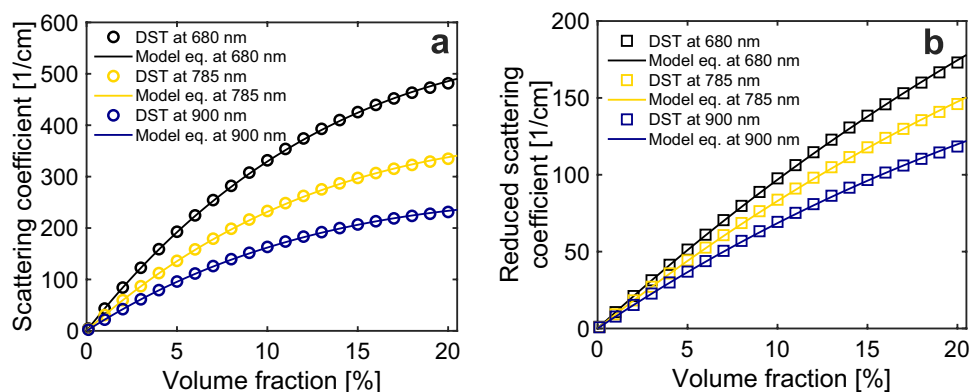 a
Scattering coefficient [1/cm]
600
500
400
300
200
100
0
DST at 680 nm
Model eq. at 680 nm
DST at 785 nm
Model eq. at 785 nm
DST at 900 nm
Model eq. at 900 nm
0 5 10 15 20
Volume fraction [%]
b
Reduced scattering
coefficient [1/cm]
200
150
100
50
0
DST at 680 nm
Model eq. at 680 nm
DST at 785 nm
Model eq. at 785 nm
DST at 900 nm
Model eq. at 900 nm
0 5 10 15 20
Volume fraction [%]